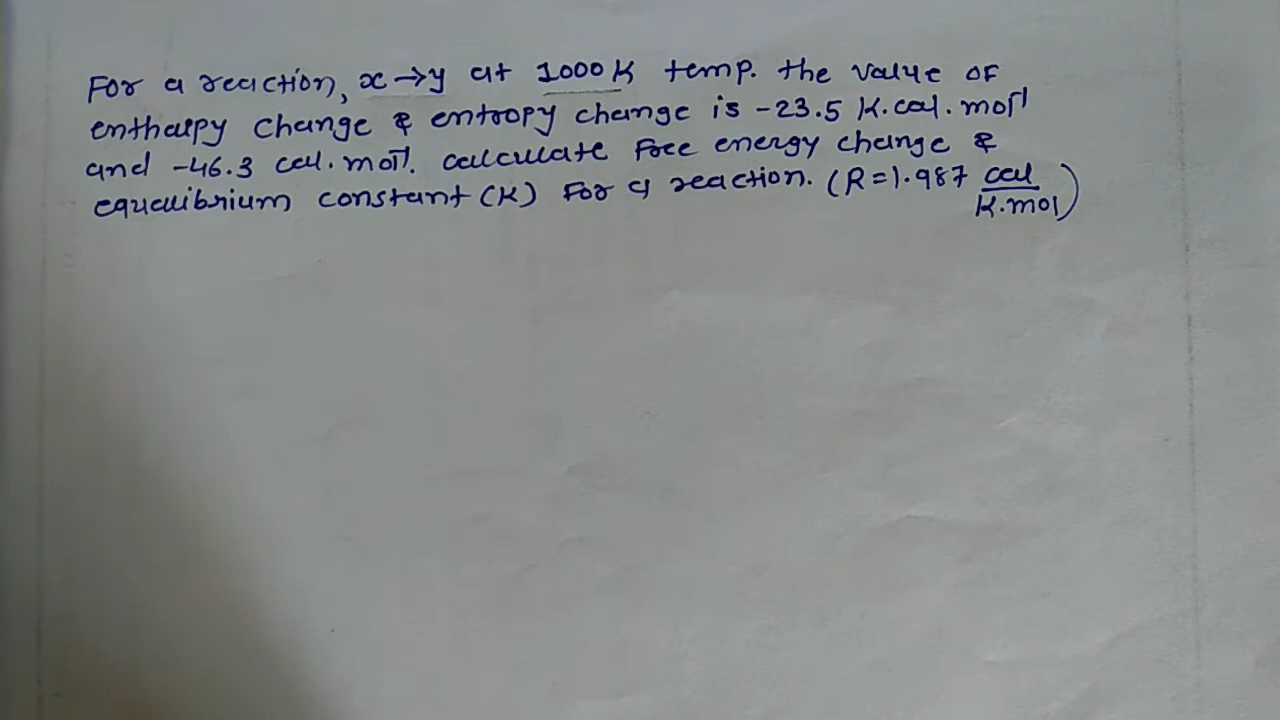 For a reaction, x→y at 1000 K temp. the value of
enthalpy change & entropy change is -23.5 K.cal.mol⁻¹
and -46.3 cal.mol⁻¹. calculate Free energy change &
equilibrium constant (K) For a reaction. (R=1.987 cal/K.mol)